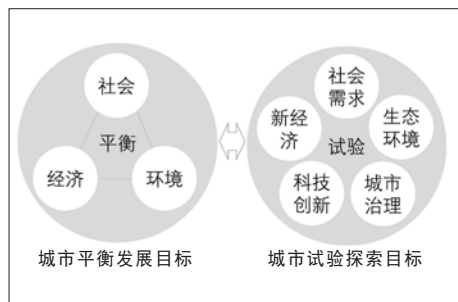 社会
平衡
经济
环境
城市平衡发展目标
社会
需求
新经
济
生态
环境
试验
科技
创新
城市
治理
城市试验探索目标